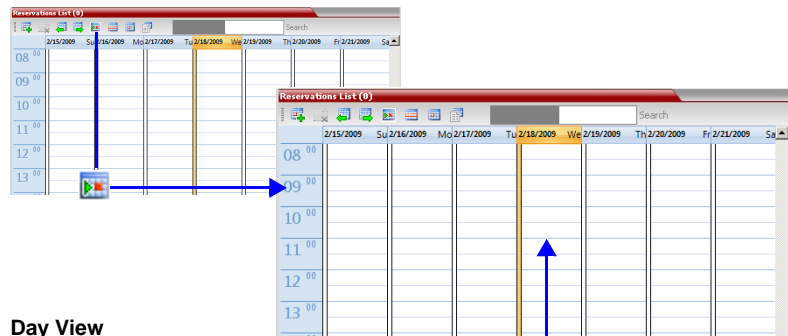 Reservations List (0)
Search
2/15/2009 Su 2/16/2009 Mo 2/17/2009 Tu 2/18/2009 We 2/19/2009 Th 2/20/2009 Fr 2/21/2009 Sa
08 00
09 00
10 00
11 00
12 00
13 00
Reservations List (0)
Search
2/15/2009 Su 2/16/2009 Mo 2/17/2009 Tu 2/18/2009 We 2/19/2009 Th 2/20/2009 Fr 2/21/2009 Sa
08 00
09 00
10 00
11 00
12 00
13 00
Day View